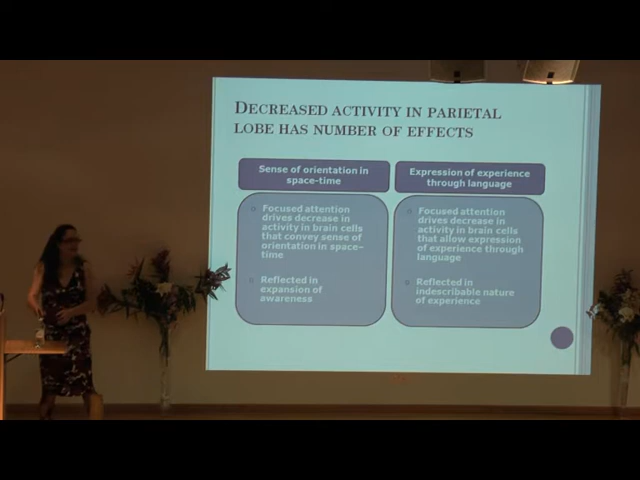 DECREASED ACTIVITY IN PARIETAL
LOBE HAS NUMBER OF EFFECTS
Sense of orientation in
space-time
Focused attention
drives decrease in
activity in brain cells
that convey sense of
orientation in space-
time
Reflected in
expansion of
awareness
Expression of experience
through language
Focused attention
drives decrease in
activity in brain cells
that allow expression
of experience through
language
Reflected in
indescribable nature
of experience